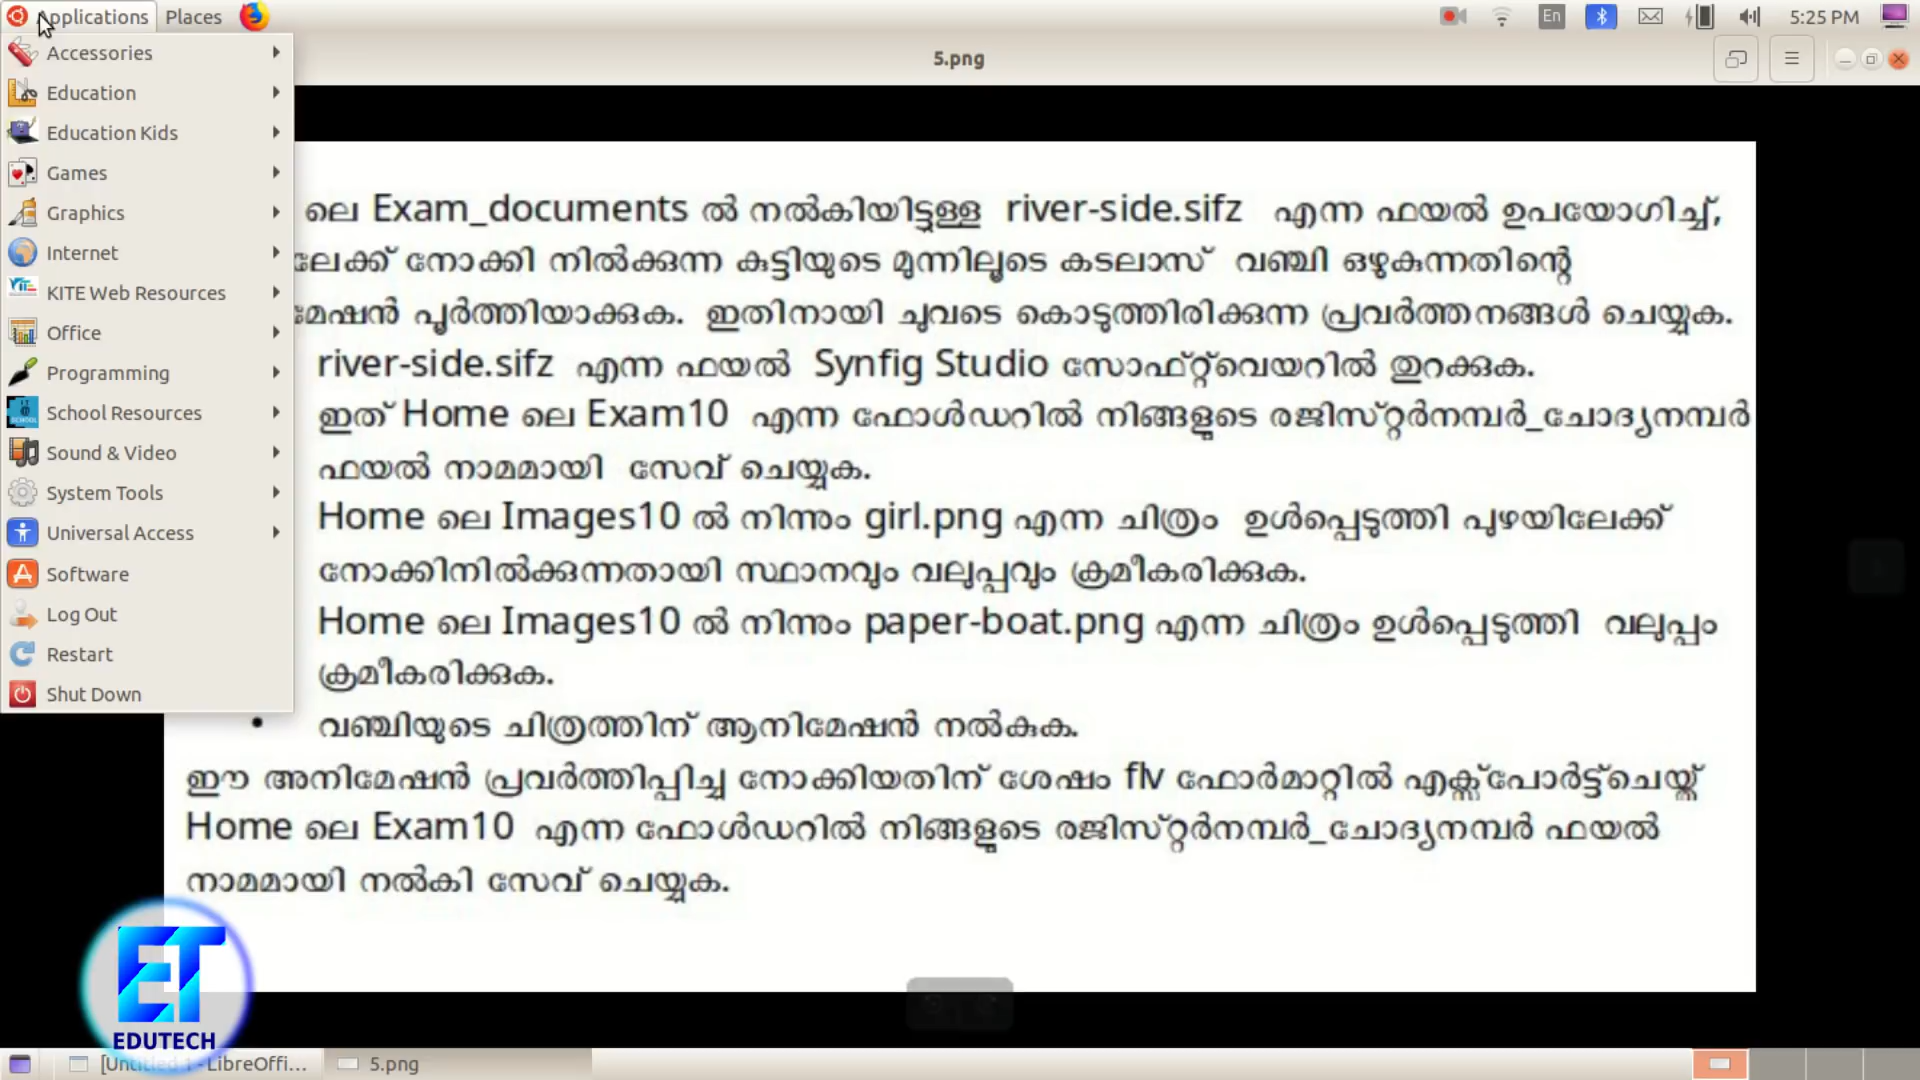 Applications Places En 5:25 PM
5.png
Accessories
Education
Education Kids
Games
Graphics
Internet
KITE Web Resources
Office
Programming
School Resources
Sound & Video
System Tools
Universal Access
Software
Log Out
Restart
Shut Down
ലെ Exam_documents ൽ നൽകിയിട്ടുള്ള river-side.sifz എന്ന ഫയൽ ഉപയോഗിച്ച്,
ലേക്ക് നോക്കി നിൽക്കുന്ന കുട്ടിയുടെ മുന്നിലൂടെ കടലാസ് വഞ്ചി ഒഴുകുന്നതിന്റെ
മേഷൻ പൂർത്തിയാക്കുക. ഇതിനായി ചുവടെ കൊടുത്തിരിക്കുന്ന പ്രവർത്തനങ്ങൾ ചെയ്യുക.
river-side.sifz എന്ന ഫയൽ Synfig Studio സോഫ്റ്റ്‌വെയറിൽ തുറക്കുക.
ഇത് Home ലെ Exam10 എന്ന ഫോൾഡറിൽ നിങ്ങളുടെ രജിസ്റ്റർനമ്പർ_ചോദ്യനമ്പർ
ഫയൽ നാമമായി സേവ് ചെയ്യുക.
Home ലെ Images10 ൽ നിന്നും girl.png എന്ന ചിത്രം ഉൾപ്പെടുത്തി പുഴയിലേക്ക്
നോക്കിനിൽക്കുന്നതായി സ്ഥാനവും വലുപ്പവും ക്രമീകരിക്കുക.
Home ലെ Images10 ൽ നിന്നും paper-boat.png എന്ന ചിത്രം ഉൾപ്പെടുത്തി വലുപ്പം
ക്രമീകരിക്കുക.
• വഞ്ചിയുടെ ചിത്രത്തിന് ആനിമേഷൻ നൽകുക.
ഈ അനിമേഷൻ പ്രവർത്തിപ്പിച്ചു നോക്കിയതിന് ശേഷം flv ഫോർമാറ്റിൽ എക്സ്പോർട്ട്ചെയ്ത്
Home ലെ Exam10 എന്ന ഫോൾഡറിൽ നിങ്ങളുടെ രജിസ്റ്റർനമ്പർ_ചോദ്യനമ്പർ ഫയൽ
നാമമായി നൽകി സേവ് ചെയ്യുക.
ET
EDUTECH
[Untitled 1 - LibreOffi... 5.png